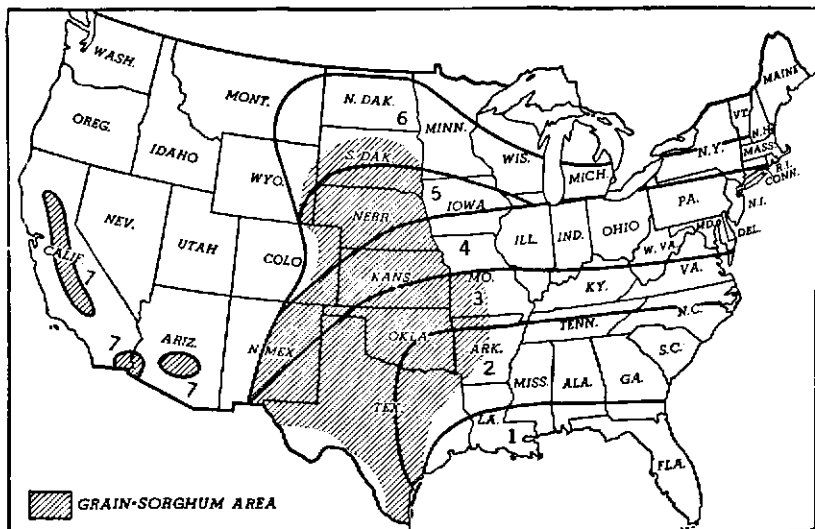 WASH.
MONT.
N. DAK.
6
MINN.
MAINE
VT.
N.H.
OREG.
IDAHO
S. DAK.
WIS.
MICH.
N.Y.
MASS.
R.I.
CONN.
WYO.
5
IOWA
NEV.
UTAH
COLO.
NEBR.
4
ILL.
IND.
OHIO
PA.
N.I.
MD.
DEL.
W. VA.
VA.
CALIF.
7
KANS.
MO.
3
KY.
N.C.
TENN.
7
ARIZ.
7
N. MEX.
OKLA.
ARK.
2
S.C.
MISS.
ALA.
GA.
TEX.
LA.
1
FLA.
GRAIN-SORGHUM AREA